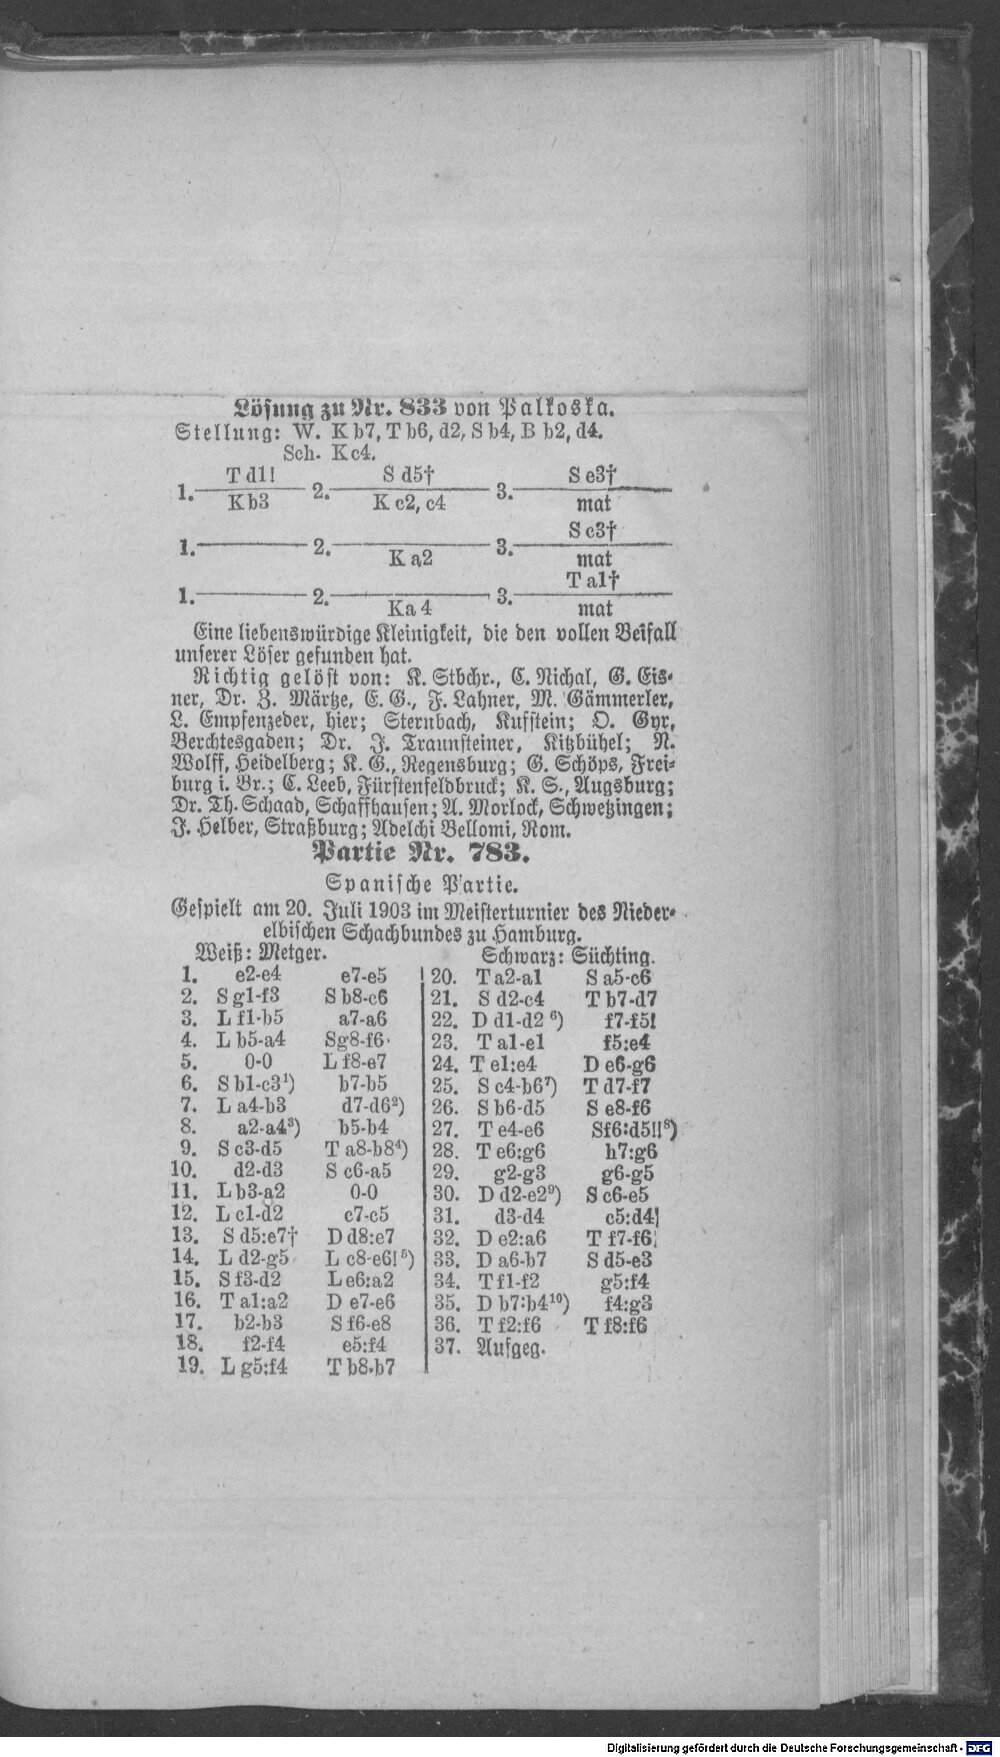 Lösung zu Nr. 833 von Palkoska.
Stellung: W. K b7, T b6, d2, S b4, B b2, d4.
Sch. K c4.
1. T d1! / K b3 2. S d5† / K c2, c4 3. S e3† / mat
1. 2. K a2 3. S c3† / mat
1. 2. Ka 4 3. T a1† / mat
Eine liebenswürdige Kleinigkeit, die den vollen Beifall
unserer Löser gefunden hat.
Richtig gelöst von: K. Stbchr., C. Nichal, G. Eis-
ner, Dr. Z. Märtze, E. G., F. Lahner, M. Gämmerler,
L. Empfenzeder, hier; Sternbach, Kufstein; O. Gyr,
Berchtesgaden; Dr. J. Traunsteiner, Kitzbühel; N.
Wolff, Heidelberg; K. G., Regensburg; G. Schöps, Frei-
burg i. Br.; C. Leeb, Fürstenfeldbruck; K. S., Augsburg;
Dr. Th. Schaad, Schaffhausen; A. Morlock, Schwetzingen;
J. Helber, Straßburg; Adelchi Bellomi, Rom.
Partie Nr. 783.
Spanische Partie.
Gespielt am 20. Juli 1903 im Meisterturnier des Nieder-
elbischen Schachbundes zu Hamburg.
Weiß: Metger. Schwarz: Süchting.
1. e2-e4 e7-e5
2. S g1-f3 S b8-c6
3. L f1-b5 a7-a6
4. L b5-a4 Sg8-f6
5. 0-0 L f8-e7
6. S b1-c3¹) b7-b5
7. L a4-b3 d7-d6²)
8. a2-a4³) b5-b4
9. S c3-d5 T a8-b8⁴)
10. d2-d3 S c6-a5
11. L b3-a2 0-0
12. L c1-d2 c7-c5
13. S d5:e7† D d8:e7
14. L d2-g5 L c8-e6!⁵)
15. S f3-d2 L e6:a2
16. T a1:a2 D e7-e6
17. b2-b3 S f6-e8
18. f2-f4 e5:f4
19. L g5:f4 T b8-b7
20. T a2-a1 S a5-c6
21. S d2-c4 T b7-d7
22. D d1-d2 ⁶) f7-f5!
23. T a1-e1 f5:e4
24. T e1:e4 D e6-g6
25. S c4-b6⁷) T d7-f7
26. S b6-d5 S e8-f6
27. T e4-e6 Sf6:d5!!⁸)
28. T e6:g6 h7:g6
29. g2-g3 g6-g5
30. D d2-e2⁹) S c6-e5
31. d3-d4 c5:d4!
32. D e2:a6 T f7-f6!
33. D a6-b7 S d5-e3
34. T f1-f2 g5:f4
35. D b7:b4¹⁰) f4:g3
36. T f2:f6 T f8:f6
37. Aufgeg.
Digitalisierung gefördert durch die Deutsche Forschungsgemeinschaft - DFG